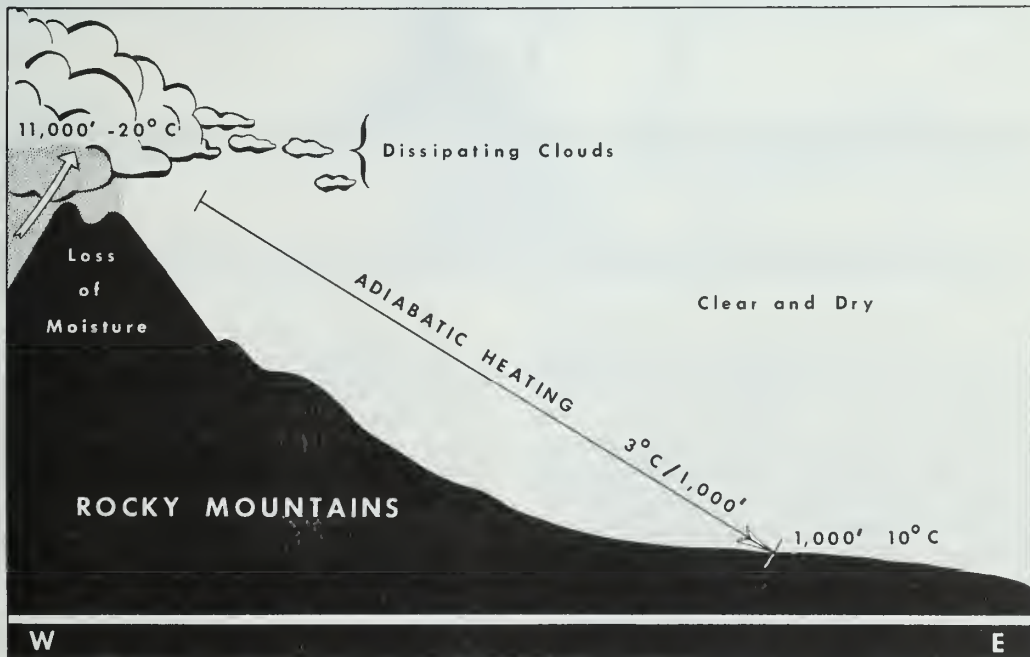 11,000' -20° C
Dissipating Clouds
Loss
of
Moisture
ADIABATIC HEATING
3°C/1,000'
Clear and Dry
ROCKY MOUNTAINS
1,000' 10°C
W
E